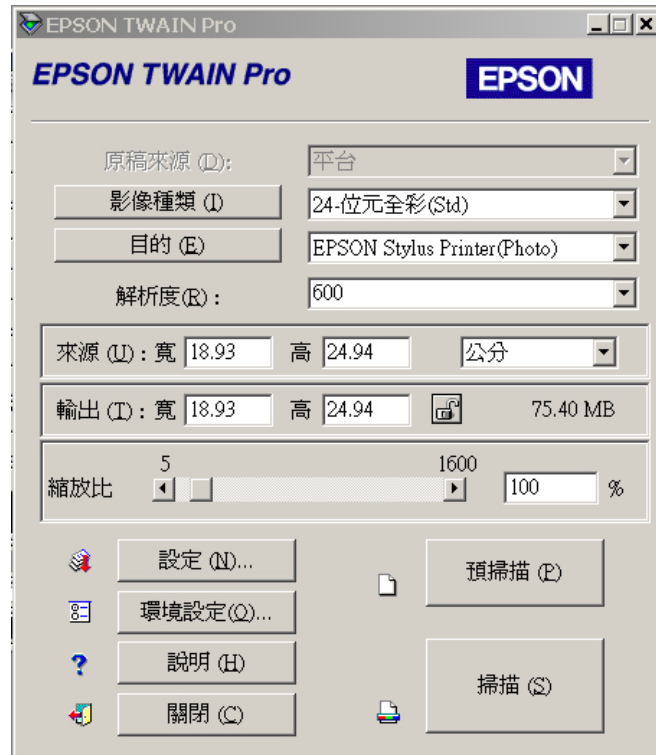 EPSON TWAIN Pro
EPSON TWAIN Pro
EPSON
原稿來源 (D): 平台
影像種類 (I) 24-位元全彩(Std)
目的 (E) EPSON Stylus Printer(Photo)
解析度(R) : 600
來源 (U) : 寬 18.93 高 24.94 公分
輸出 (T) : 寬 18.93 高 24.94 75.40 MB
5 1600
縮放比 100 %
設定 (N)...
預掃描 (P)
環境設定(O)...
說明 (H)
掃描 (S)
關閉 (C)